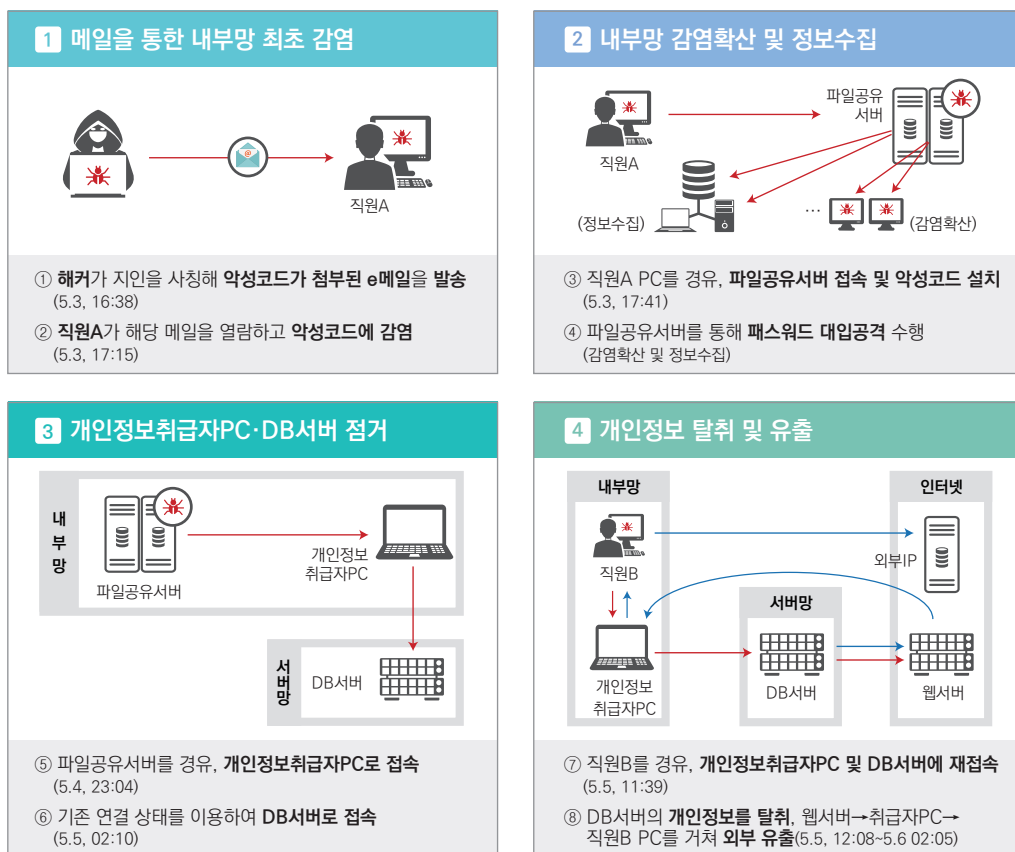 1 메일을 통한 내부망 최초 감염
직원A
① 해커가 지인을 사칭해 악성코드가 첨부된 e메일을 발송
(5.3, 16:38)
② 직원A가 해당 메일을 열람하고 악성코드에 감염
(5.3, 17:15)
2 내부망 감염확산 및 정보수집
직원A
파일공유
서버
(정보수집)
...
(감염확산)
③ 직원A PC를 경유, 파일공유서버 접속 및 악성코드 설치
(5.3, 17:41)
④ 파일공유서버를 통해 패스워드 대입공격 수행
(감염확산 및 정보수집)
3 개인정보취급자PC·DB서버 점거
내
부
망
파일공유서버
개인정보
취급자PC
서
버
망
DB서버
⑤ 파일공유서버를 경유, 개인정보취급자PC로 접속
(5.4, 23:04)
⑥ 기존 연결 상태를 이용하여 DB서버로 접속
(5.5, 02:10)
4 개인정보 탈취 및 유출
내부망
직원B
개인정보
취급자PC
서버망
DB서버
인터넷
외부IP
웹서버
⑦ 직원B를 경유, 개인정보취급자PC 및 DB서버에 재접속
(5.5, 11:39)
⑧ DB서버의 개인정보를 탈취, 웹서버→취급자PC→
직원B PC를 거쳐 외부 유출(5.5, 12:08~5.6 02:05)